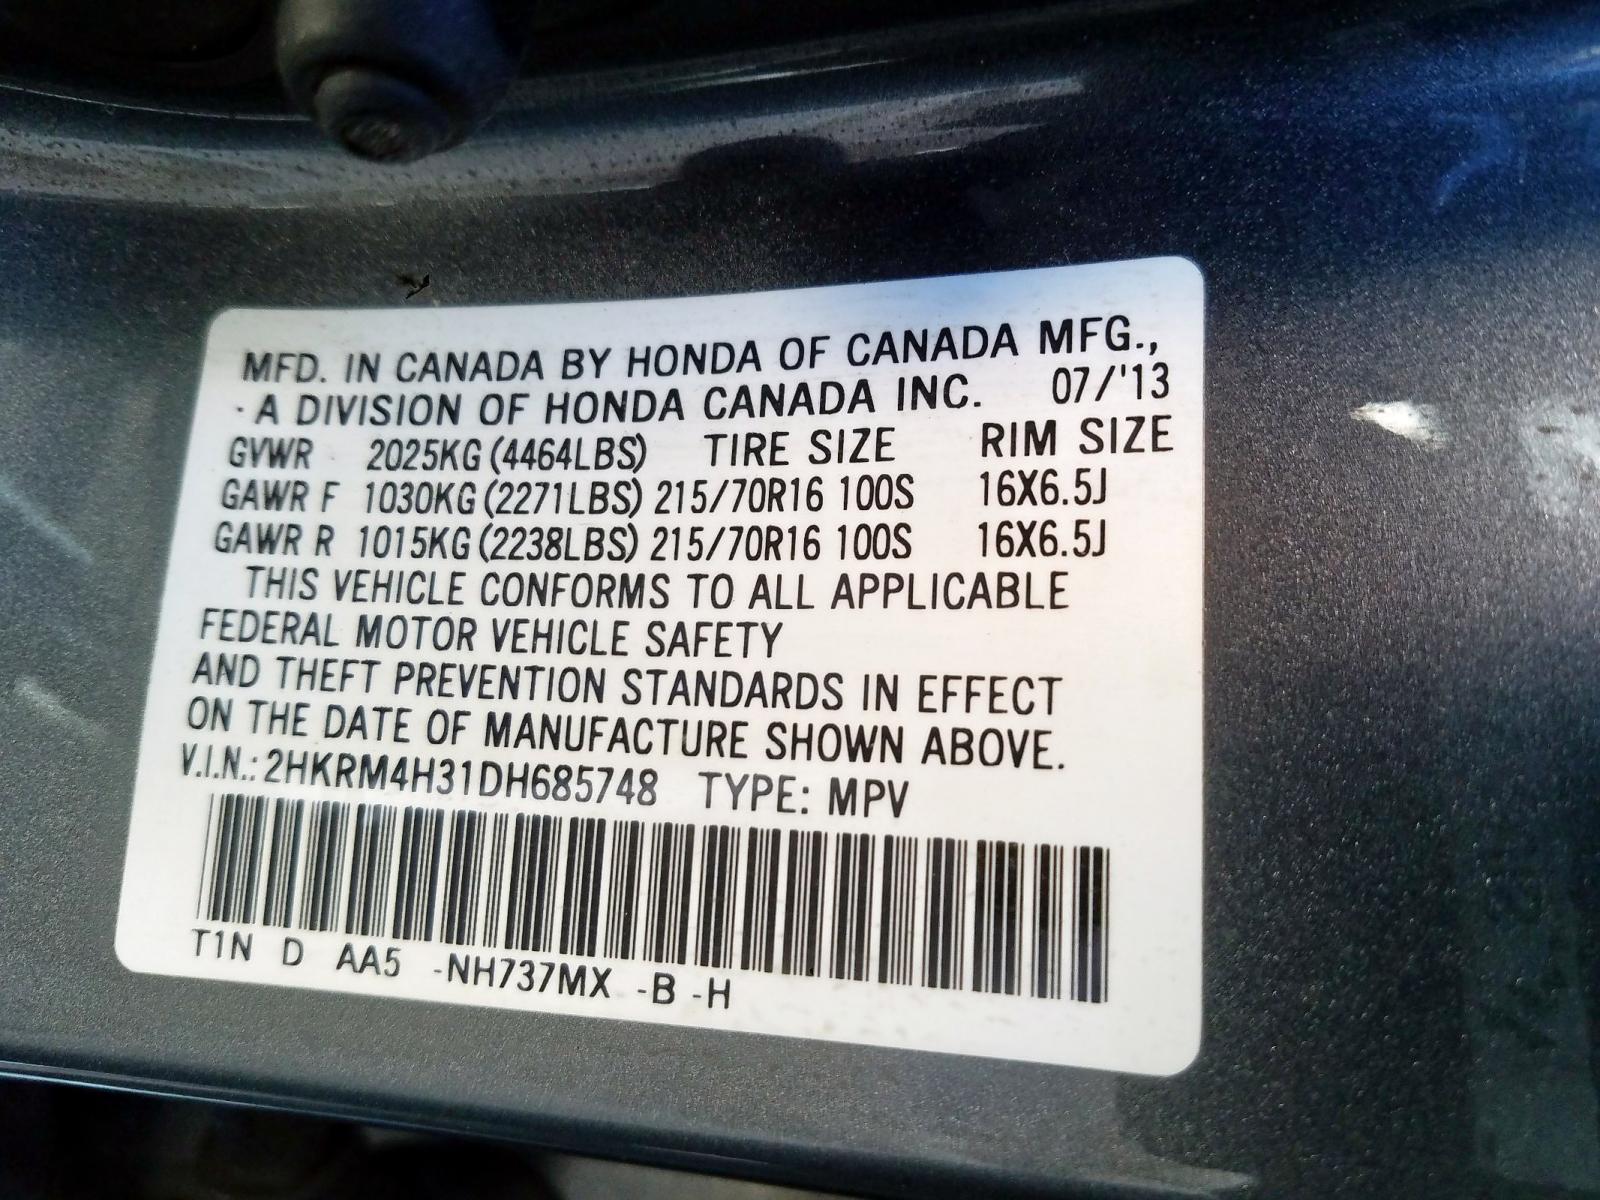 MFD. IN CANADA BY HONDA OF CANADA MFG.,
· A DIVISION OF HONDA CANADA INC. 07/'13
GVWR 2025KG (4464LBS) TIRE SIZE RIM SIZE
GAWR F 1030KG (2271LBS) 215/70R16 100S 16X6.5J
GAWR R 1015KG (2238LBS) 215/70R16 100S 16X6.5J
THIS VEHICLE CONFORMS TO ALL APPLICABLE
FEDERAL MOTOR VEHICLE SAFETY
AND THEFT PREVENTION STANDARDS IN EFFECT
ON THE DATE OF MANUFACTURE SHOWN ABOVE.
V.I.N.: 2HKRM4H31DH685748 TYPE: MPV
T1N D AA5 -NH737MX -B -H